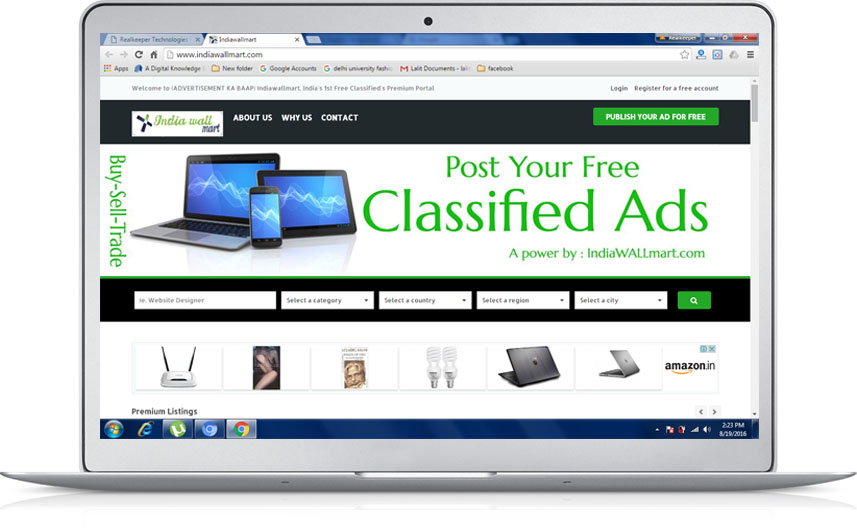 Realkeeper Technologies
Indiawallmart
Realkeeper
www.indiawallmart.com
Apps
A Digital Knowledge
New folder
Google Accounts
delhi university fashio
Lalit Documents - lak
facebook
Welcome to (ADVERTISEMENT KA BAAP) Indiawallmart. India's 1st Free Classified's Premium Portal
Login Register for a free account
India wall
mart
ABOUT US WHY US CONTACT
PUBLISH YOUR AD FOR FREE
Buy-Sell-Trade
Post Your Free
Classified Ads
A power by : IndiaWALLmart.com
Ie. Website Designer
Select a category
Select a country
Select a region
Select a city
amazon.in
Premium Listings
2:23 PM
8/19/2016